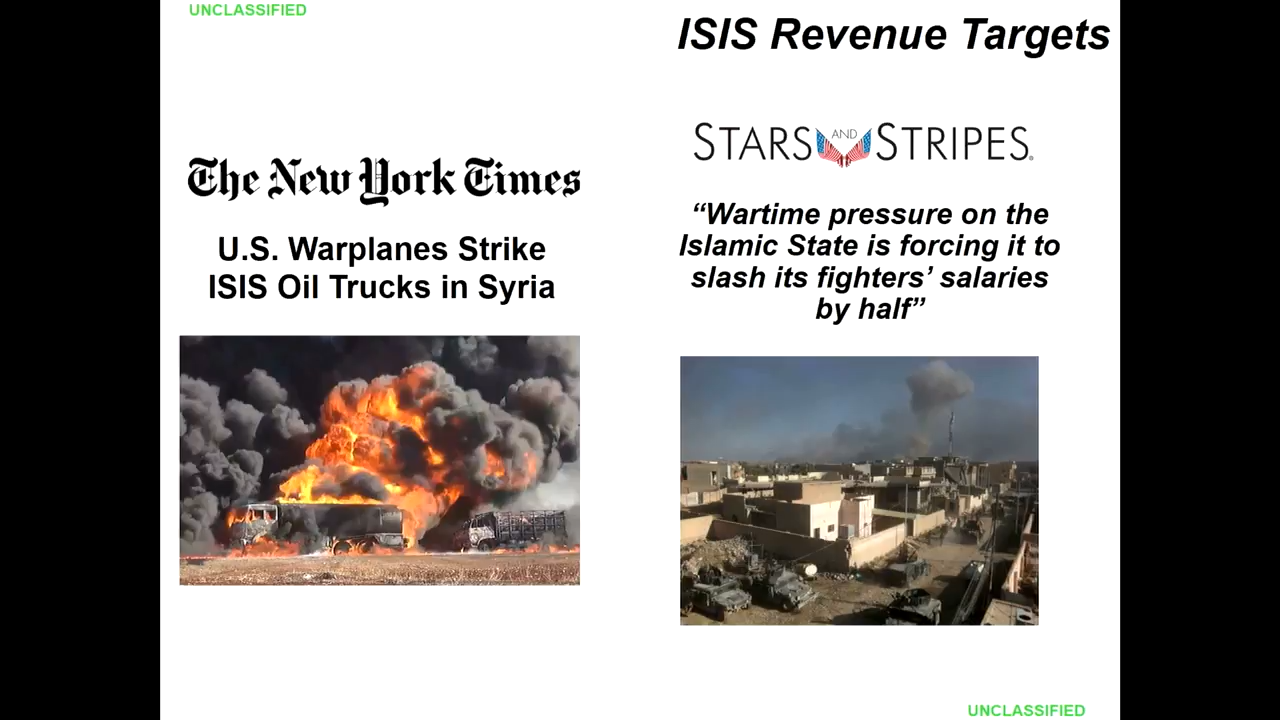 UNCLASSIFIED
ISIS Revenue Targets
The New York Times
U.S. Warplanes Strike
ISIS Oil Trucks in Syria
STARS AND STRIPES.
“Wartime pressure on the
Islamic State is forcing it to
slash its fighters’ salaries
by half”
UNCLASSIFIED